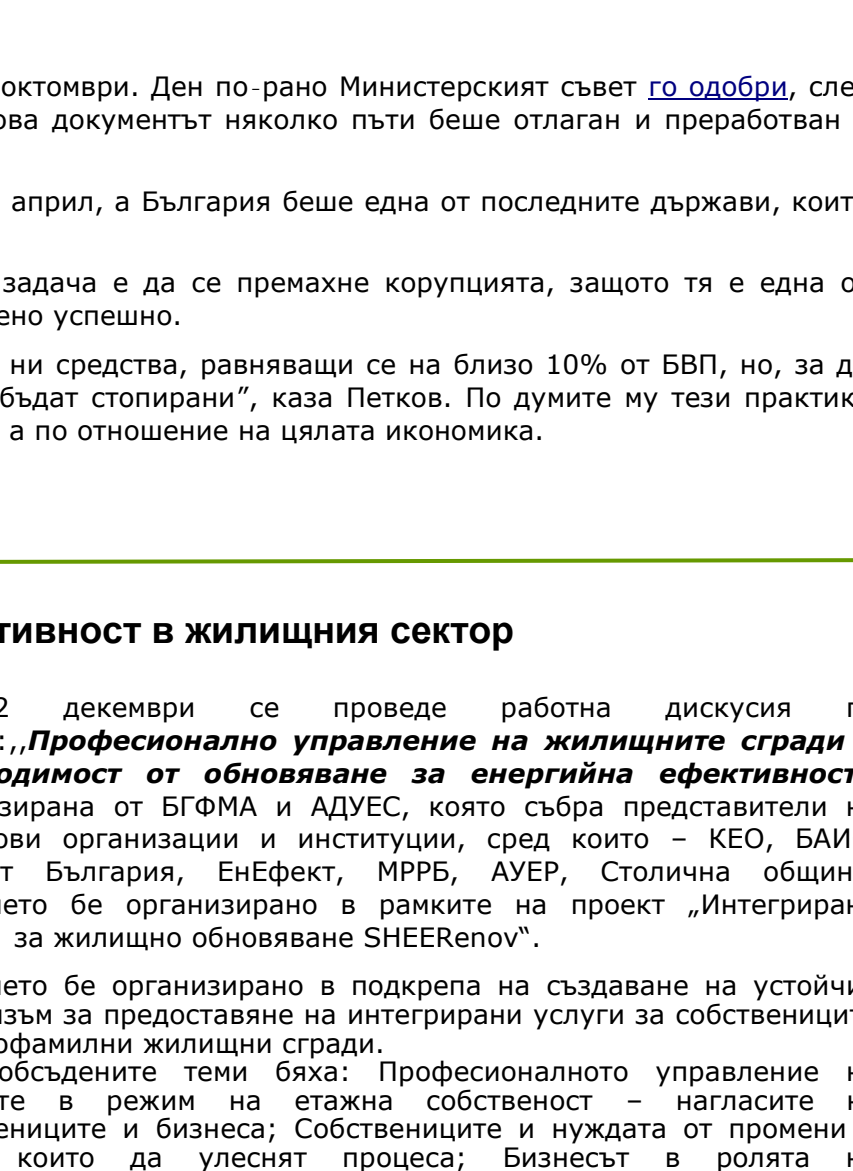 октомври. Ден по-рано Министерският съвет го одобри, сле
ова документът няколко пъти беше отлаган и преработван
април, а България беше една от последните държави, коит
задача е да се премахне корупцията, защото тя е една о
ено успешно.
ни средства, равняващи се на близо 10% от БВП, но, за д
бъдат стопирани”, каза Петков. По думите му тези практик
а по отношение на цялата икономика.
тивност в жилищния сектор
2 декември се проведе работна дискусия п
:,,Професионално управление на жилищните сгради
одимост от обновяване за енергийна ефективност
зирана от БГФМА и АДУЕС, която събра представители н
ови организации и институции, сред които – КЕО, БАИ
т България, ЕнЕфект, МРРБ, АУЕР, Столична общин
ието бе организирано в рамките на проект „Интегриран
за жилищно обновяване SHEERenov“.
ието бе организирано в подкрепа на създаване на устойчи
изъм за предоставяне на интегрирани услуги за собственицит
офамилни жилищни сгради.
обсъдените теми бяха: Професионалното управление н
те в режим на етажна собственост – нагласите н
ениците и бизнеса; Собствениците и нуждата от промени
които да улеснят процеса; Бизнесът в ролята н